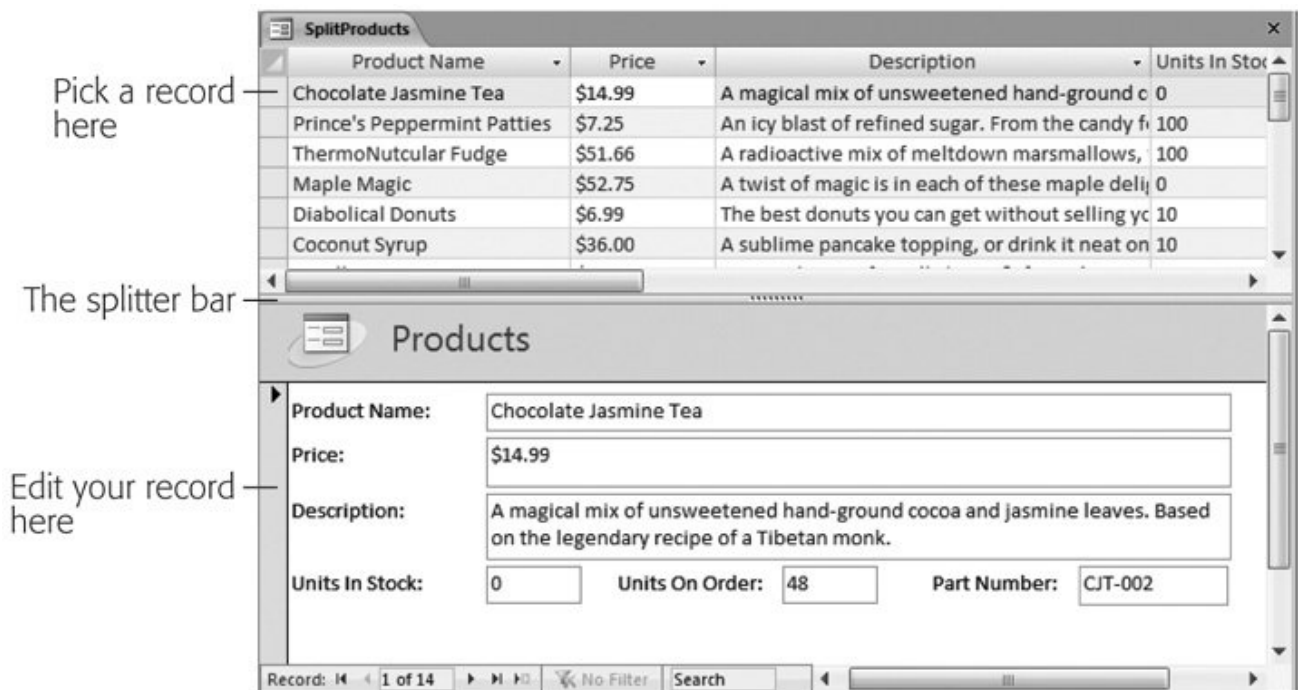 SplitProducts
Product Name Price Description Units In Stoc
Pick a record here
Chocolate Jasmine Tea $14.99 A magical mix of unsweetened hand-ground c 0
Prince's Peppermint Patties $7.25 An icy blast of refined sugar. From the candy f 100
ThermoNutcular Fudge $51.66 A radioactive mix of meltdown marsmallows, 100
Maple Magic $52.75 A twist of magic is in each of these maple deli 0
Diabolical Donuts $6.99 The best donuts you can get without selling yo 10
Coconut Syrup $36.00 A sublime pancake topping, or drink it neat on 10
The splitter bar
Products
Product Name: Chocolate Jasmine Tea
Price: $14.99
Edit your record here
Description: A magical mix of unsweetened hand-ground cocoa and jasmine leaves. Based
on the legendary recipe of a Tibetan monk.
Units In Stock: 0 Units On Order: 48 Part Number: CJT-002
Record: 1 of 14 No Filter Search